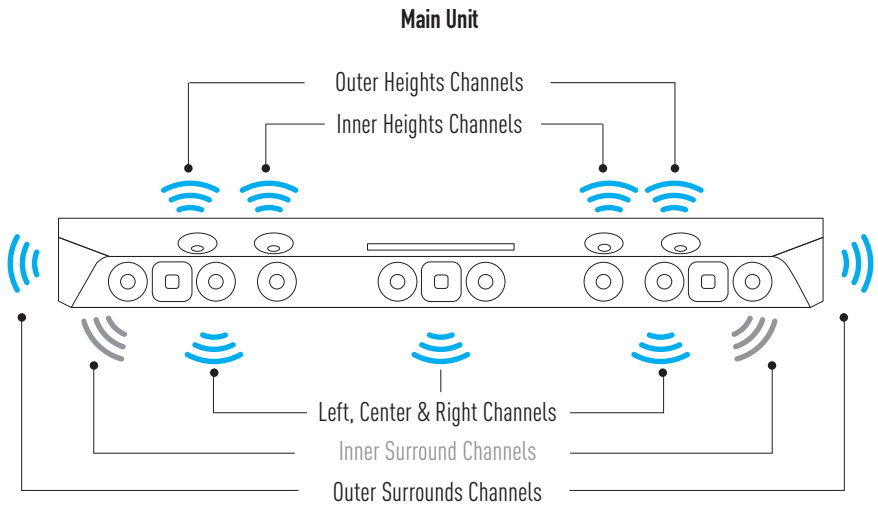 Main Unit
Outer Heights Channels
Inner Heights Channels
Left, Center & Right Channels
Inner Surround Channels
Outer Surrounds Channels